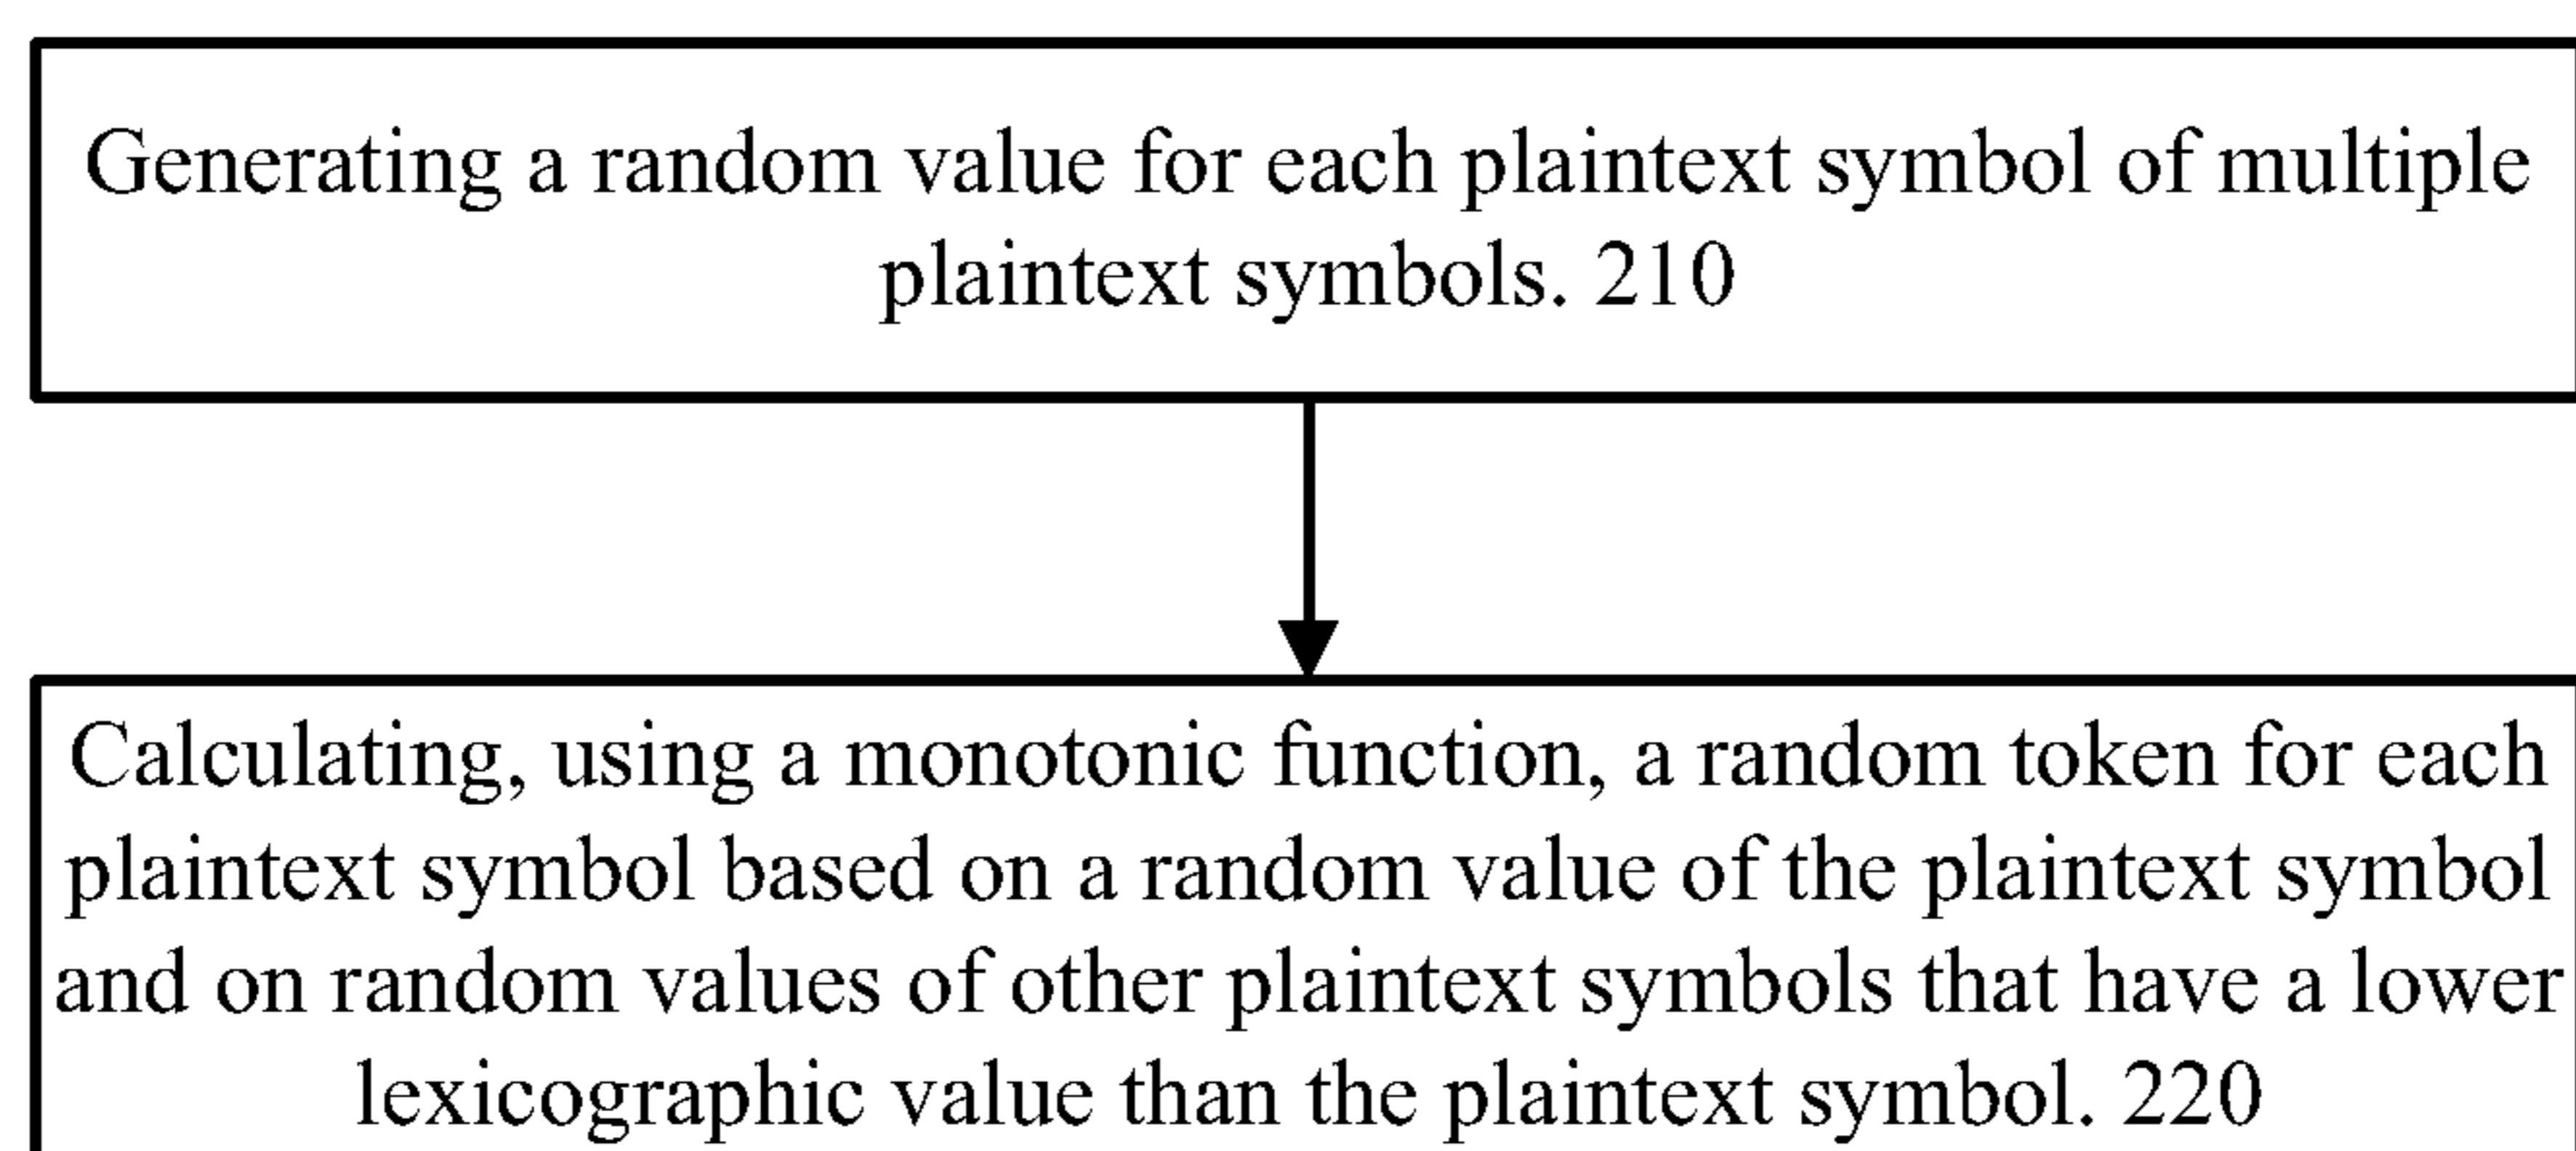 Generating a random value for each plaintext symbol of multiple
plaintext symbols. 210
Calculating, using a monotonic function, a random token for each
plaintext symbol based on a random value of the plaintext symbol
and on random values of other plaintext symbols that have a lower
lexicographic value than the plaintext symbol. 220